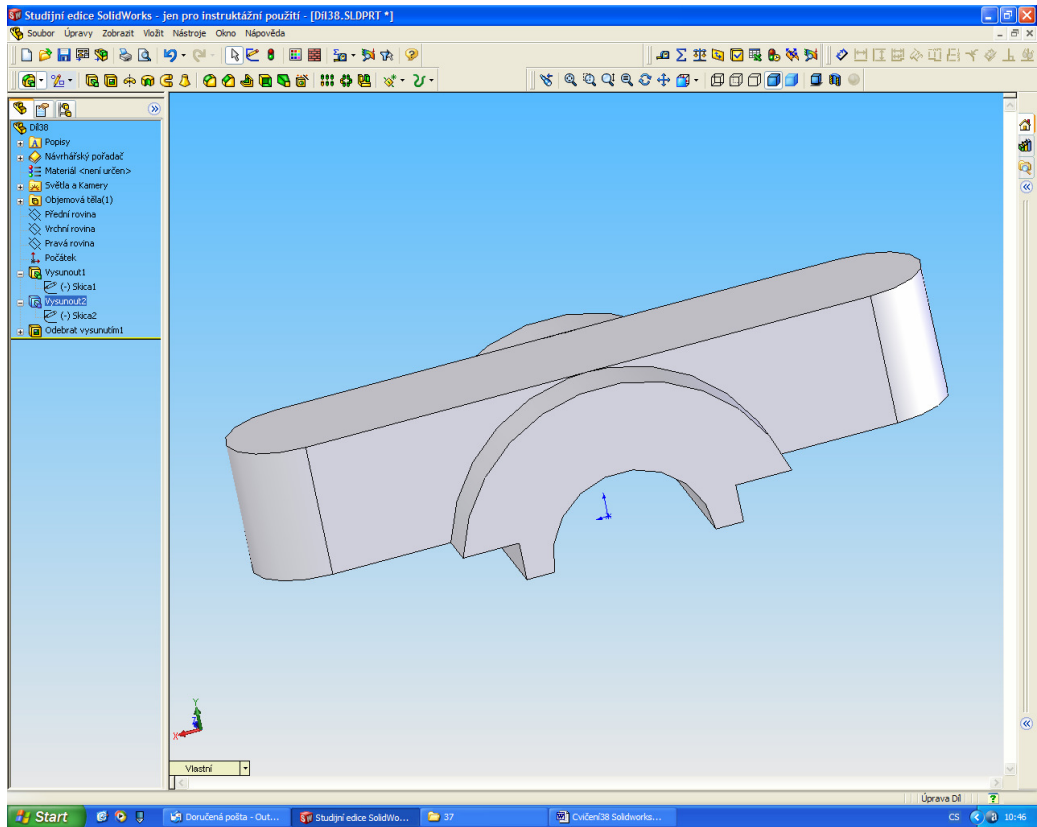 Studijní edice SolidWorks - jen pro instruktážní použití - [Díl38.SLDPRT *]
Soubor Úpravy Zobrazit Vložit Nástroje Okno Nápověda
Díl38
Popisy
Návrhářský pořadač
Materiál <není určen>
Světla a Kamery
Objemová těla(1)
Přední rovina
Vrchní rovina
Pravá rovina
Počátek
Vysunout1
(-) Skica1
Vysunout2
(-) Skica2
Odebrat vysunutím1
Y
Z
X
Vlastní
Úprava Díl
Start
Doručená pošta - Out...
Studijní edice SolidWo...
37
Cvičení38 Solidworks...
CS
10:46